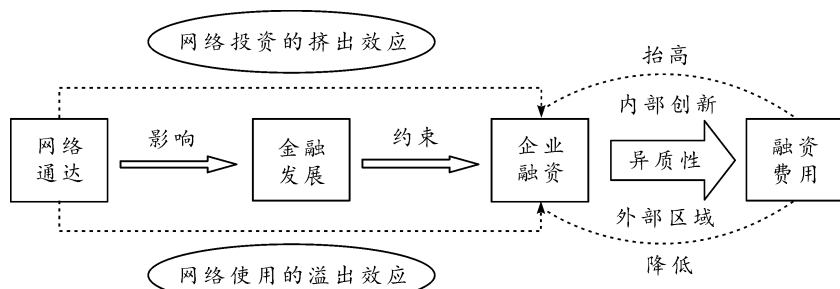 网络投资的挤出效应
抬高
网络
通达
影响
金融
发展
约束
企业
融资
内部创新
异质性
外部区域
融资
费用
降低
网络使用的溢出效应